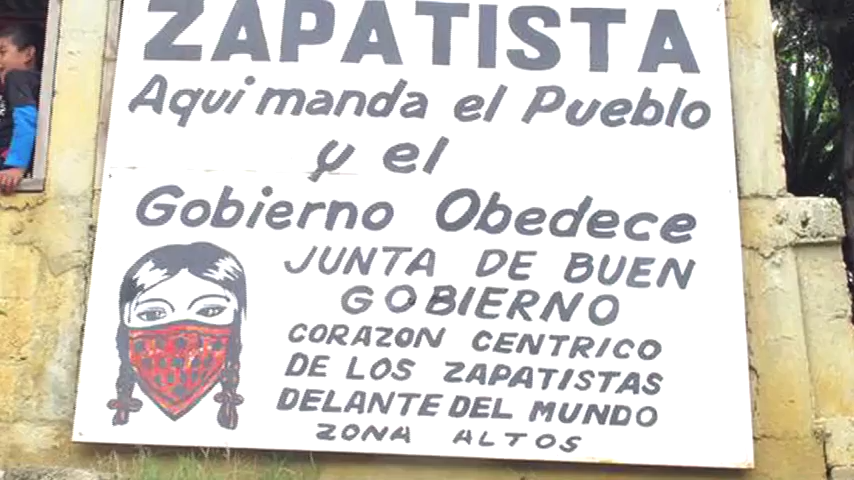 ZAPATISTA
Aqui manda el Pueblo
y el
Gobierno Obedece
JUNTA DE BUEN
GOBIERNO
CORAZON CENTRICO
DE LOS ZAPATISTAS
DELANTE DEL MUNDO
ZONA ALTOS